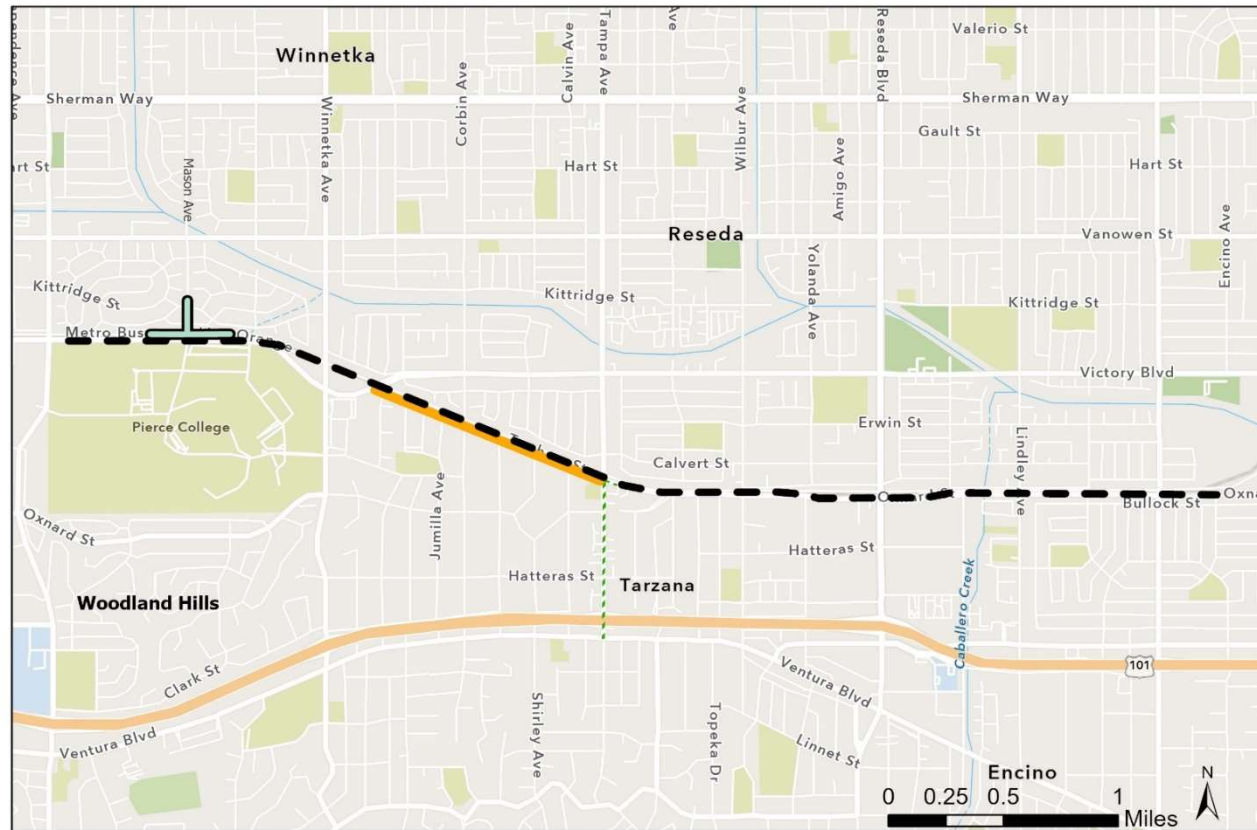 Valerio St
Winnetka
Calvin Ave
Tampa Ave
Ave
Reseda Blvd
Sherman Way
Sherman Way
Winnetka Ave
Corbin Ave
Wilbur Ave
Gault St
Mason Ave
Hart St
Amigo Ave
Hart St
Encino Ave
Reseda
Vanowen St
Kittridge St
Kittridge St
Yolanda Ave
Kittridge St
Metro Bus
Orange
Victory Blvd
Pierce College
Erwin St
Lindley Ave
Calvert St
Jumilla Ave
Bullock St
Oxnard St
Hatteras St
Hatteras St
Tarzana
Woodland Hills
Caballero Creek
101
Clark St
Ventura Blvd
Ventura Blvd
Shirley Ave
Topeka Dr
Linnet St
Encino
N
0 0.25 0.5 1
Miles